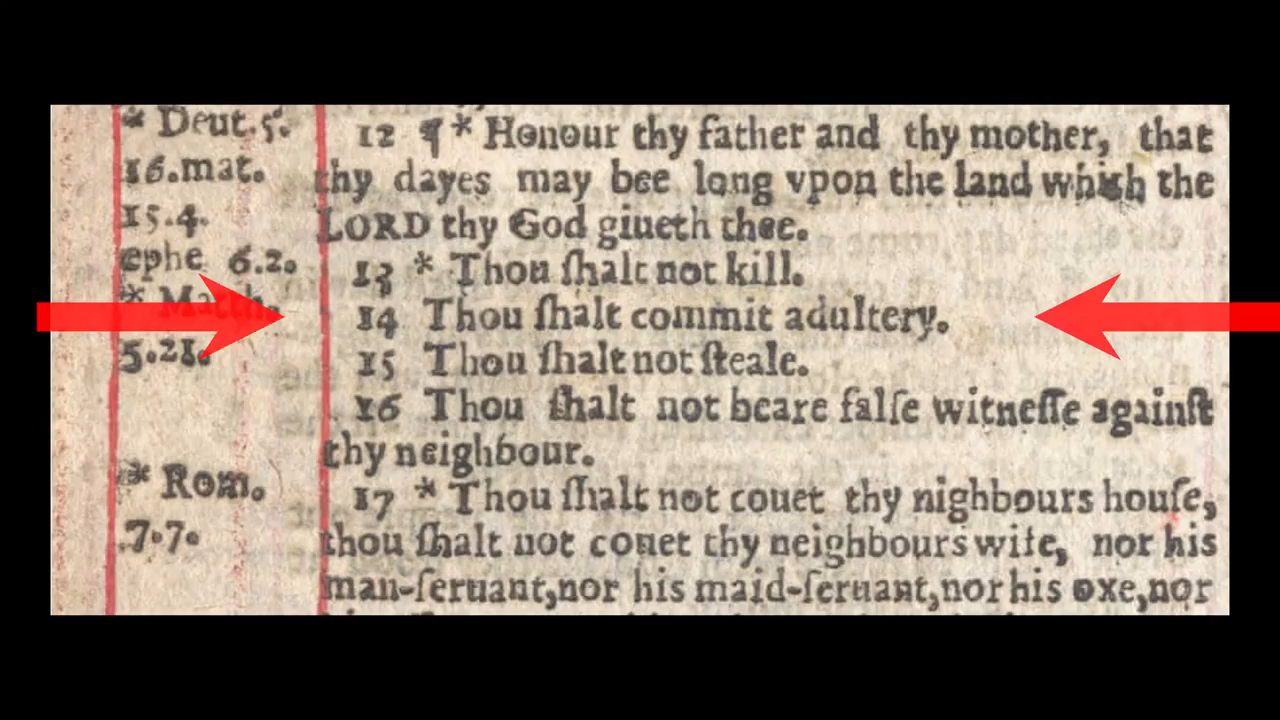 * Deut. 5.
16. mat.
15.4.
ephe 6.2.
* Matth.
5.21.
* Rom.
7.7.
12 ¶ * Honour thy father and thy mother, that
thy dayes may bee long vpon the land which the
LORD thy God giueth thee.
13 * Thou ſhalt not kill.
14 Thou ſhalt commit adultery.
15 Thou ſhalt not ſteale.
16 Thou ſhalt not beare falſe witneſſe againſt
thy neighbour.
17 * Thou ſhalt not couet thy nighbours houſe,
thou ſhalt not couet thy neighbours wife, nor his
man-ſeruant,nor his maid-ſeruant,nor his oxe,nor